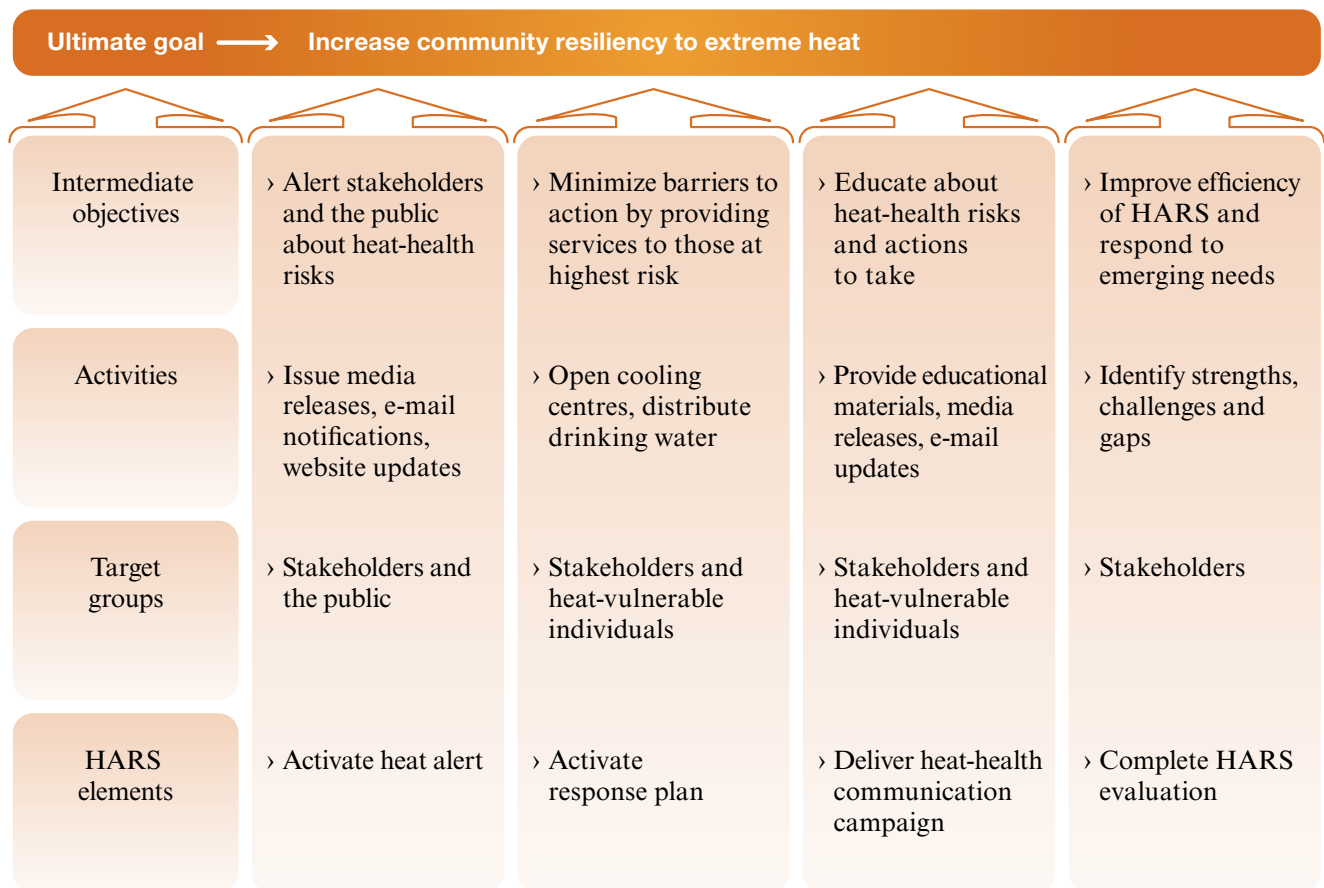 Ultimate goal → Increase community resiliency to extreme heat
Intermediate
objectives
› Alert stakeholders
and the public
about heat-health
risks
› Minimize barriers to
action by providing
services to those at
highest risk
› Educate about
heat-health risks
and actions
to take
› Improve efficiency
of HARS and
respond to
emerging needs
Activities
› Issue media
releases, e-mail
notifications,
website updates
› Open cooling
centres, distribute
drinking water
› Provide educational
materials, media
releases, e-mail
updates
› Identify strengths,
challenges and
gaps
Target
groups
› Stakeholders and
the public
› Stakeholders and
heat-vulnerable
individuals
› Stakeholders and
heat-vulnerable
individuals
› Stakeholders
HARS
elements
› Activate heat alert
› Activate
response plan
› Deliver heat-health
communication
campaign
› Complete HARS
evaluation